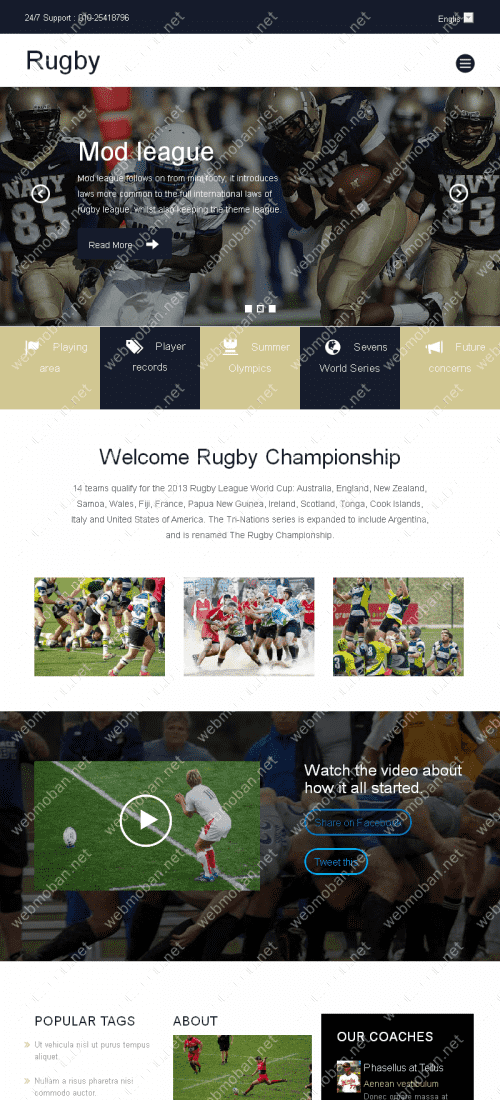 24/7 Support : 010-25418796
Englis
Rugby
Mod league
Mod league follows on from mini footy, it introduces
laws more common to the full international laws of
rugby league, whilst also keeping the theme league.
Read More
NAVY
85
NAVY
4
NAVY
83
Playing
area
Player
records
Summer
Olympics
Sevens
World Series
Future
concerns
Welcome Rugby Championship
14 teams qualify for the 2013 Rugby League World Cup: Australia, England, New Zealand,
Samoa, Wales, Fiji, France, Papua New Guinea, Ireland, Scotland, Tonga, Cook Islands,
Italy and United States of America. The Tri-Nations series is expanded to include Argentina,
and is renamed The Rugby Championship.
Watch the video about
how it all started.
Share on Facebook
Tweet this
POPULAR TAGS
Ut vehicula nisl ut purus tempus
aliquet.
Nullam a risus pharetra nisi
commodo auctor.
ABOUT
OUR COACHES
Phasellus at Tellus
Aenean vestibulum
Donec ornare massa at
webmoban.net